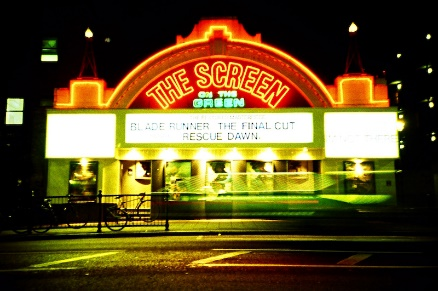 THE SCREEN
ON THE
GREEN
BLADE RUNNER: THE FINAL CUT
RESCUE DAWN.